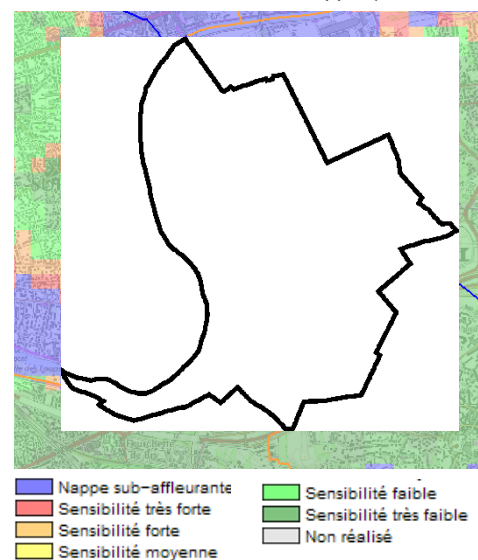 Nappe sub-affleurante
Sensibilité très forte
Sensibilité forte
Sensibilité moyenne
Sensibilité faible
Sensibilité très faible
Non réalisé